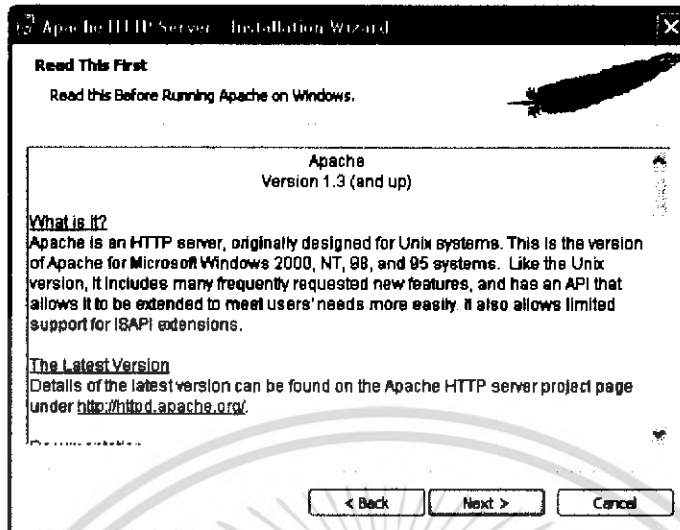 Apache HTTP Server - Installation Wizard
Read This First
Read this Before Running Apache on Windows.
Apache
Version 1.3 (and up)
What is it?
Apache is an HTTP server, originally designed for Unix systems. This is the version
of Apache for Microsoft Windows 2000, NT, 98, and 95 systems. Like the Unix
version, it includes many frequently requested new features, and has an API that
allows it to be extended to meet users' needs more easily. It also allows limited
support for ISAPI extensions.
The Latest Version
Details of the latest version can be found on the Apache HTTP server project page
under http://httpd.apache.org/.
< Back
Next >
Cancel